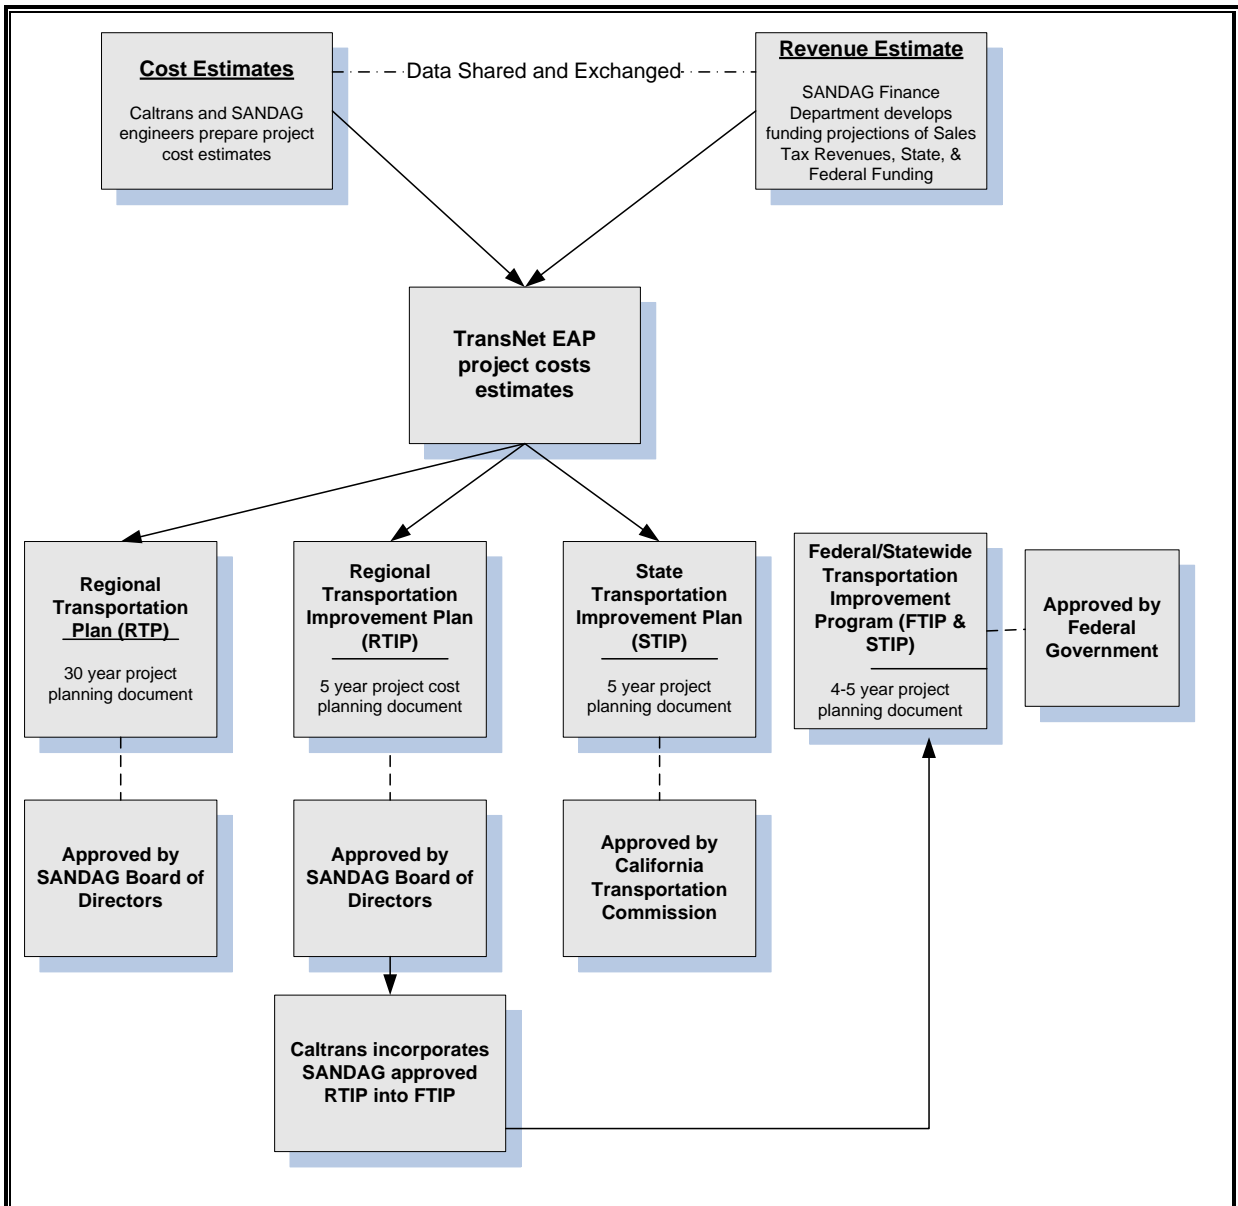 Cost Estimates
Caltrans and SANDAG
engineers prepare project
cost estimates
Data Shared and Exchanged
Revenue Estimate
SANDAG Finance
Department develops
funding projections of Sales
Tax Revenues, State, &
Federal Funding
TransNet EAP
project costs
estimates
Regional
Transportation
Plan (RTP)
30 year project
planning document
Regional
Transportation
Improvement Plan
(RTIP)
5 year project cost
planning document
State
Transportation
Improvement Plan
(STIP)
5 year project
planning document
Federal/Statewide
Transportation
Improvement
Program (FTIP &
STIP)
4-5 year project
planning document
Approved by
Federal
Government
Approved by
SANDAG Board of
Directors
Approved by
SANDAG Board of
Directors
Approved by
California
Transportation
Commission
Caltrans incorporates
SANDAG approved
RTIP into FTIP